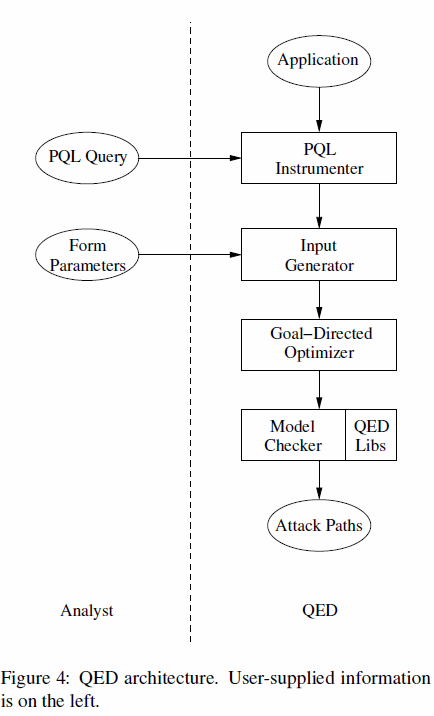 Application
PQL Query
PQL
Instrumenter
Form
Parameters
Input
Generator
Goal−Directed
Optimizer
Model
Checker
QED
Libs
Attack Paths
Analyst
QED
Figure 4: QED architecture. User-supplied information
is on the left.